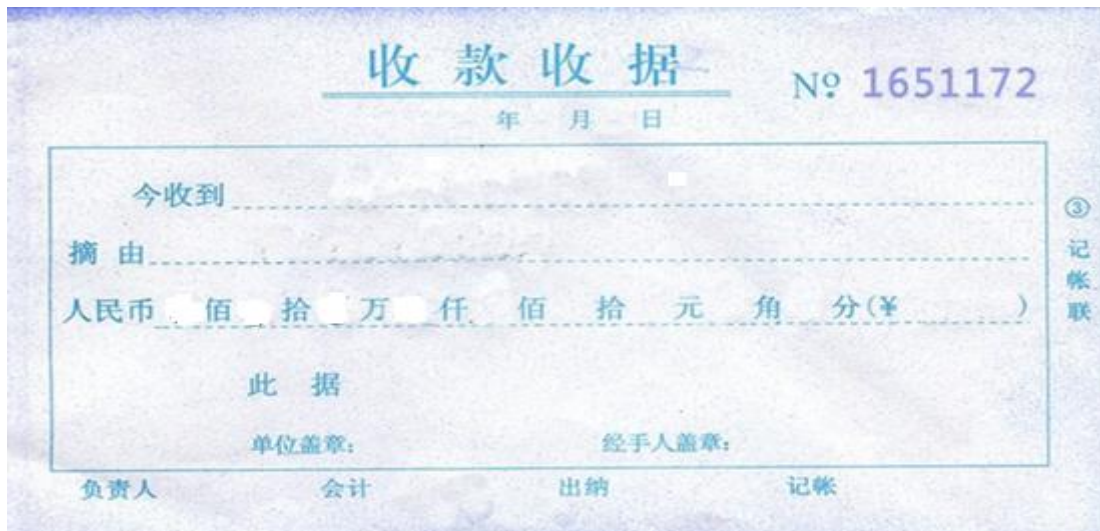 收款收据 № 1651172
年 月 日
今收到
摘 由
人民币 佰 拾 万 仟 佰 拾 元 角 分(¥ )
此 据
单位盖章: 经手人盖章:
负责人 会计 出纳 记帐
③记帐联